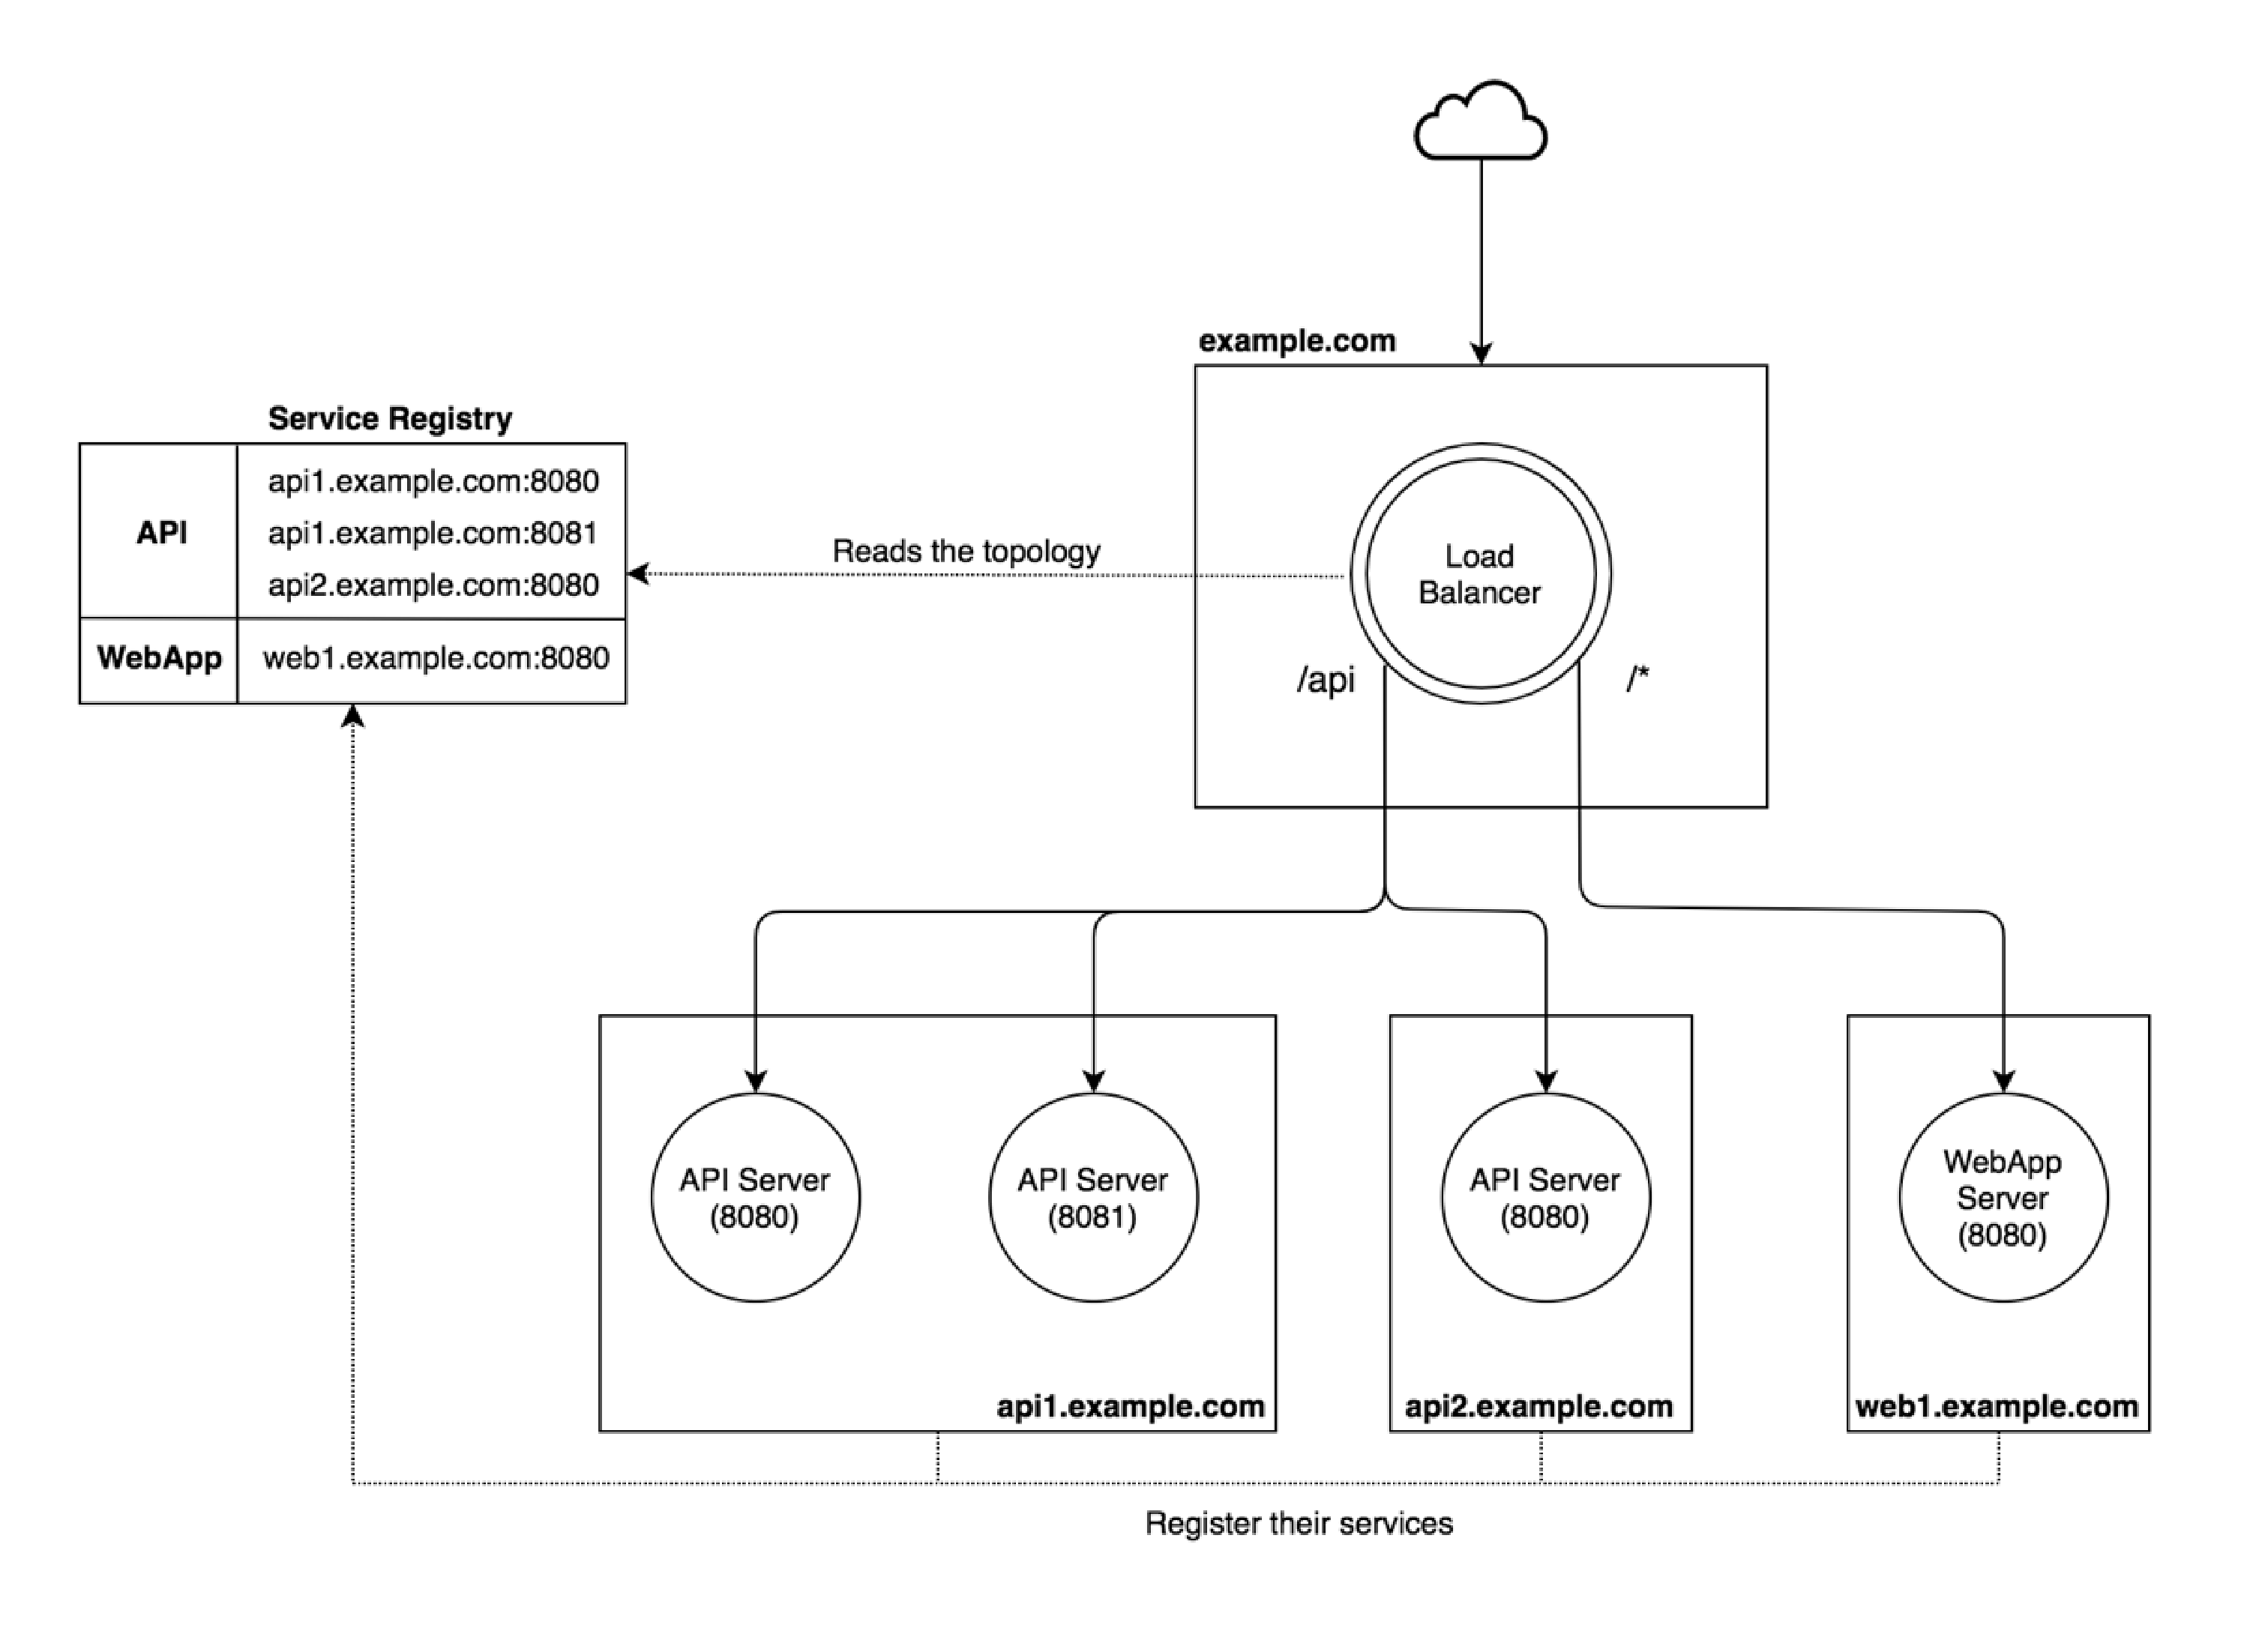 example.com
Service Registry
API
api1.example.com:8080
api1.example.com:8081
api2.example.com:8080
WebApp
web1.example.com:8080
Reads the topology
Load
Balancer
/api
/*
API Server
(8080)
API Server
(8081)
api1.example.com
API Server
(8080)
api2.example.com
WebApp
Server
(8080)
web1.example.com
Register their services